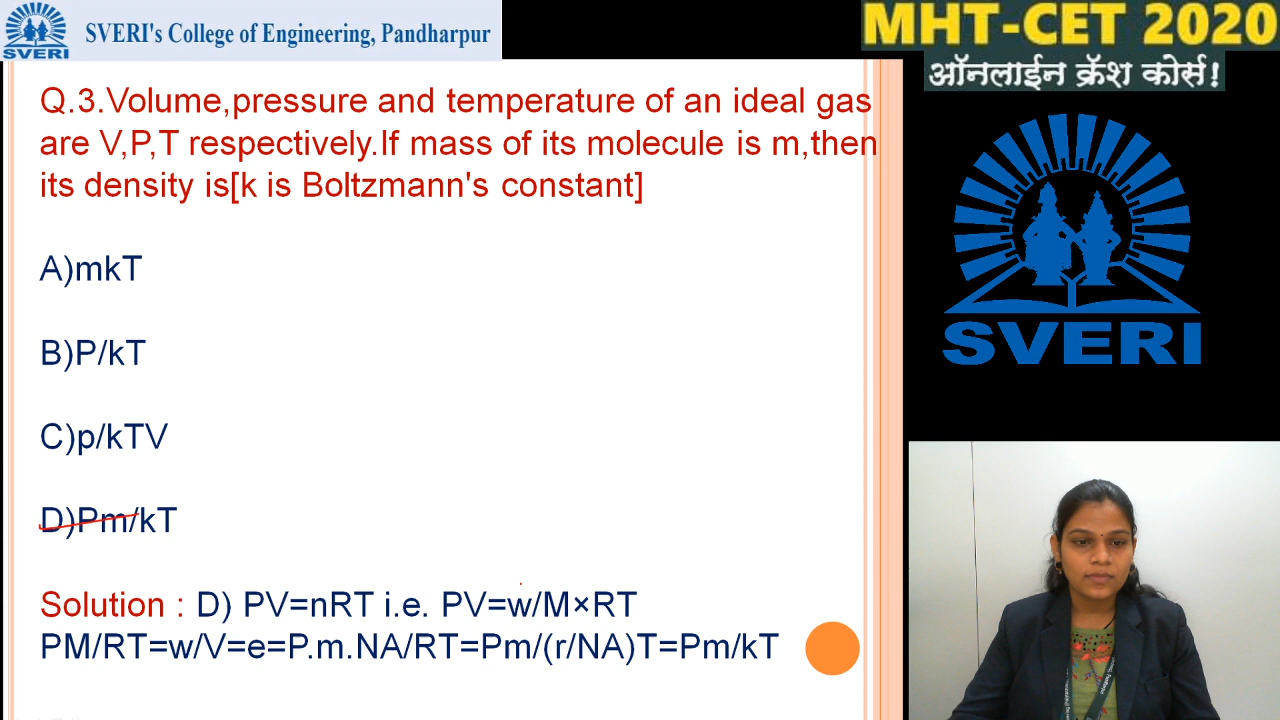 SVERI
SVERI's College of Engineering, Pandharpur
MHT-CET 2020
ऑनलाईन क्रॅश कोर्स!
Q.3.Volume,pressure and temperature of an ideal gas
are V,P,T respectively.If mass of its molecule is m,then
its density is[k is Boltzmann's constant]
A)mkT
B)P/kT
C)p/kTV
D)Pm/kT
Solution : D) PV=nRT i.e. PV=w/M×RT
PM/RT=w/V=e=P.m.NA/RT=Pm/(r/NA)T=Pm/kT
SVERI